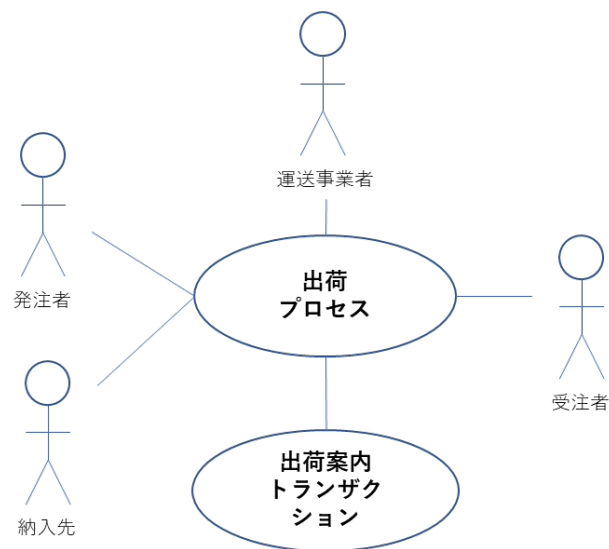 運送事業者
発注者
出荷
プロセス
受注者
出荷案内
トランザク
ション
納入先